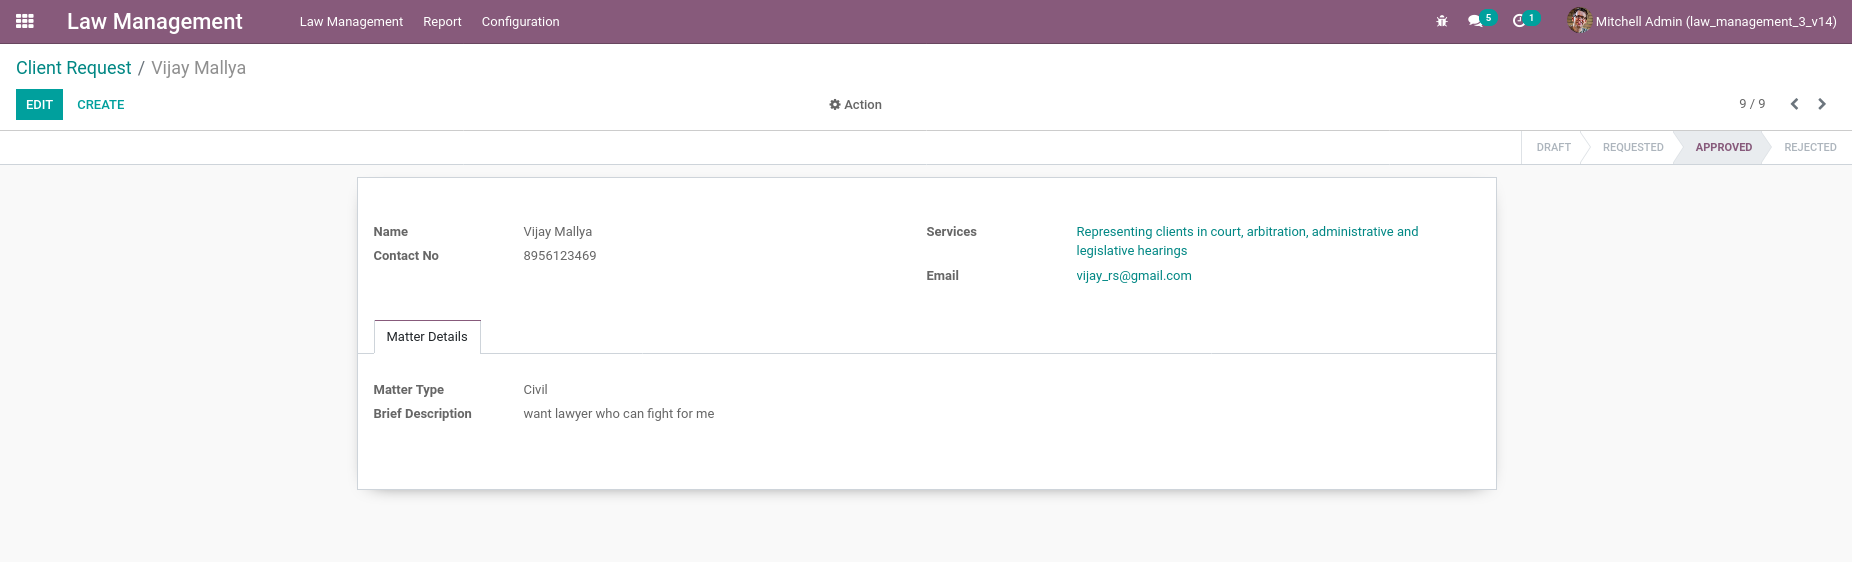 Law Management
Law Management Report Configuration
5 1 Mitchell Admin (law_management_3_v14)
Client Request / Vijay Mallya
EDIT CREATE Action 9 / 9
DRAFT REQUESTED APPROVED REJECTED
Name Vijay Mallya
Contact No 8956123469
Services Representing clients in court, arbitration, administrative and
legislative hearings
Email vijay_rs@gmail.com
Matter Details
Matter Type Civil
Brief Description want lawyer who can fight for me